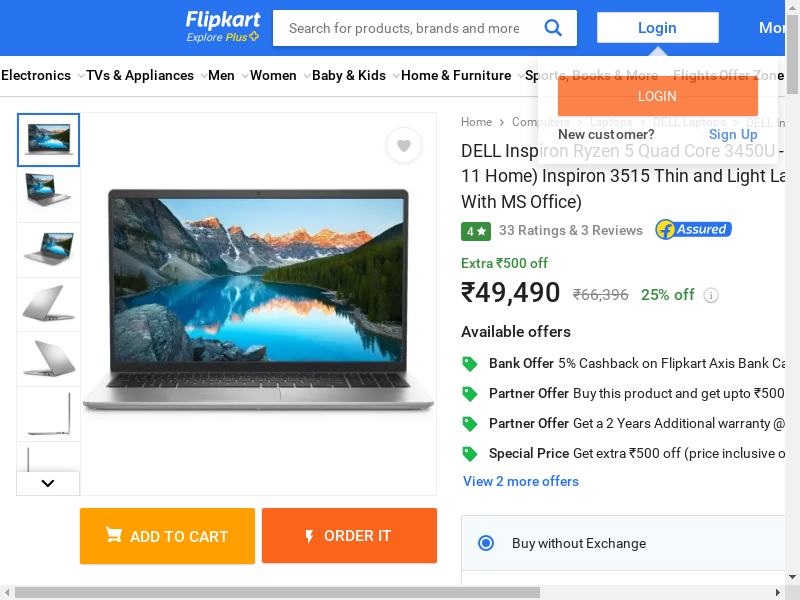 Flipkart
Explore Plus
Search for products, brands and more
Login
Electronics
TVs & Appliances
Men
Women
Baby & Kids
Home & Furniture
Sports, Books & More
Flights
Offer Zone
LOGIN
New customer?
Sign Up
Home > Computers > Laptops > DELL Laptops > DELL
DELL Inspiron Ryzen 5 Quad Core 3450U -
11 Home) Inspiron 3515 Thin and Light
With MS Office)
4 ★ 33 Ratings & 3 Reviews
Assured
Extra ₹500 off
₹49,490 ₹66,396 25% off
Available offers
Bank Offer 5% Cashback on Flipkart Axis Bank
Partner Offer Buy this product and get upto ₹500
Partner Offer Get a 2 Years Additional warranty @
Special Price Get extra ₹500 off (price inclusive
View 2 more offers
ADD TO CART
ORDER IT
Buy without Exchange